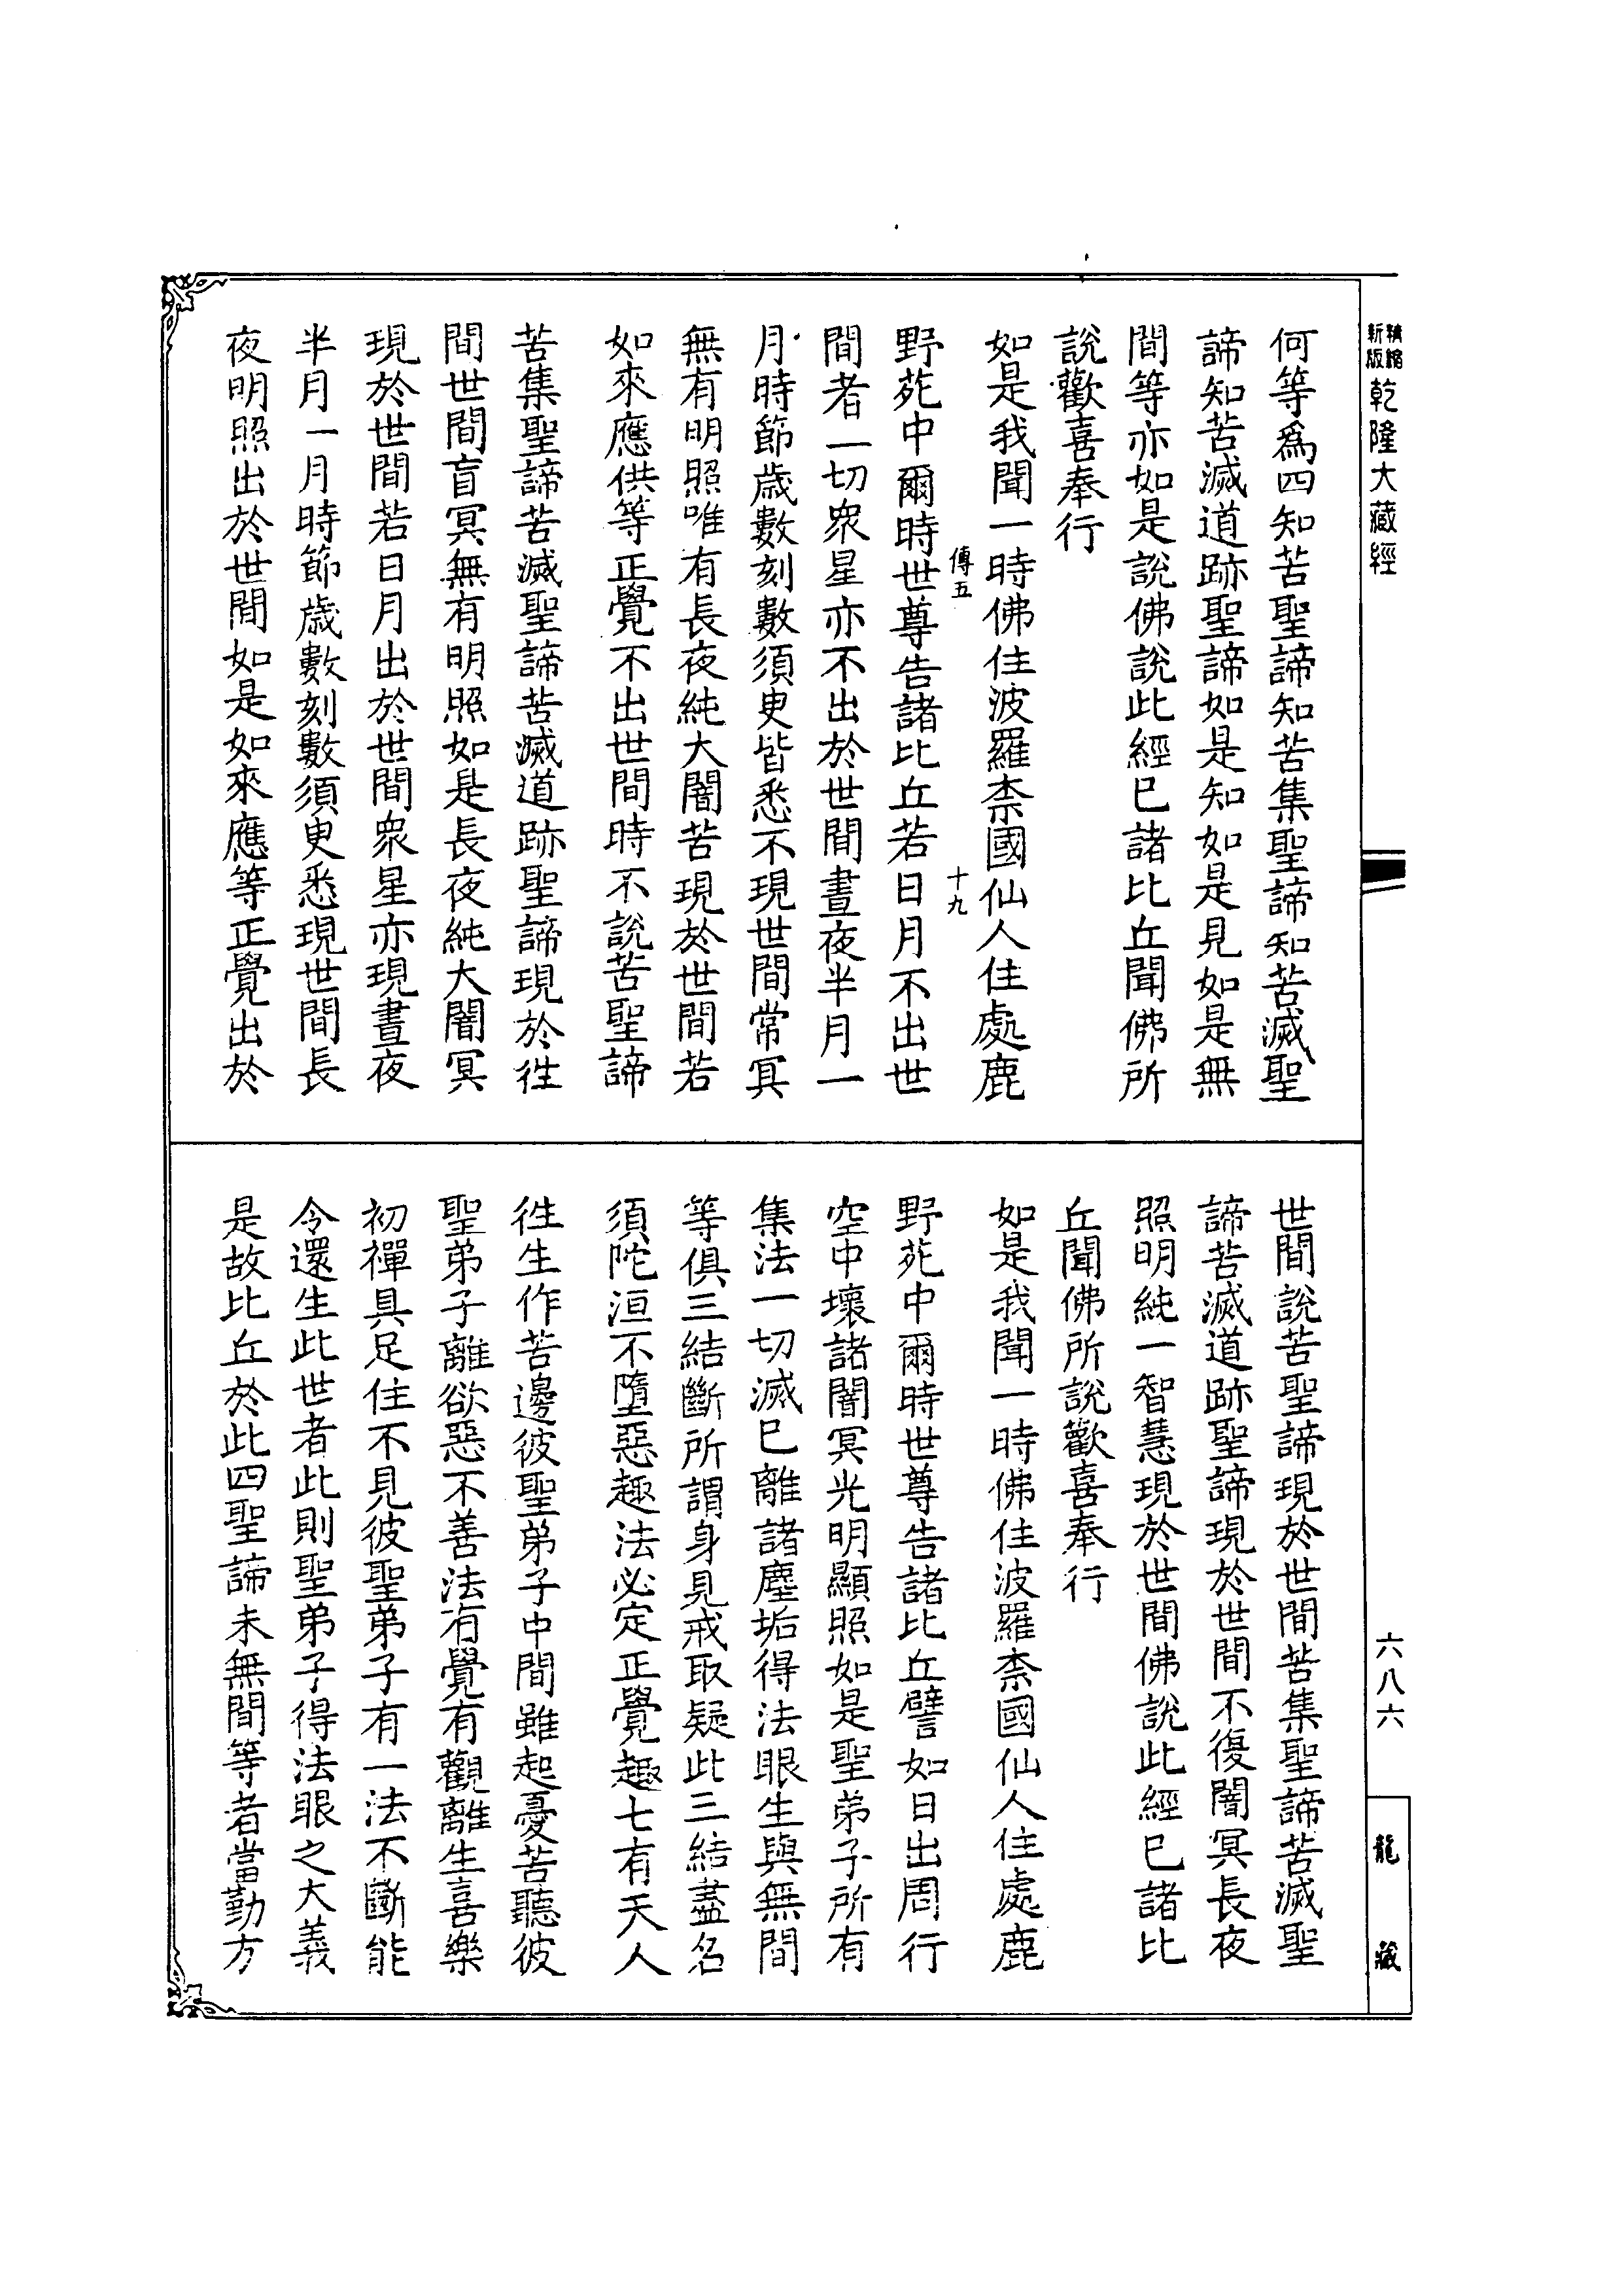 精縮新版乾隆大藏經
六八六
龍藏
何等爲四知苦聖諦知苦集聖諦知苦滅聖
諦知苦滅道跡聖諦如是知如是見如是無
間等亦如是說佛說此經已諸比丘聞佛所
說歡喜奉行
如是我聞一時佛住波羅柰國仙人住處鹿
傳五
十九
野苑中爾時世尊告諸比丘若日月不出世
間者一切衆星亦不出於世間晝夜半月一
月時節歲數刻數須更皆悉不現世間常冥
無有明照唯有長夜純大闇苦現於世間若
如來應供等正覺不出世間時不說苦聖諦
苦集聖諦苦滅聖諦苦滅道跡聖諦現於徃
間世間盲冥無有明照如是長夜純大闇冥
現於世間若日月出於世間衆星亦現晝夜
半月一月時節歲數刻數須更悉現世間長
夜明照出於世間如是如來應等正覺出於
世間說苦聖諦現於世間苦集聖諦苦滅聖
諦苦滅道跡聖諦現於世間不復闇冥長夜
照明純一智慧現於世間佛說此經已諸比
丘聞佛所說歡喜奉行
如是我聞一時佛住波羅柰國仙人住處鹿
野苑中爾時世尊告諸比丘譬如日出周行
空中壞諸闇冥光明顯照如是聖弟子所有
集法一切滅已離諸塵垢得法眼生與無間
等俱三結斷所謂身見戒取疑此三結盡名
須陀洹不墮惡趣法必定正覺趣七有天人
徃生作苦邊彼聖弟子中間雖起憂苦聽彼
聖弟子離欲惡不善法有覺有觀離生喜樂
初禪具足住不見彼聖弟子有一法不斷能
令還生此世者此則聖弟子得法眼之大義
是故比丘於此四聖諦未無間等者當勤方